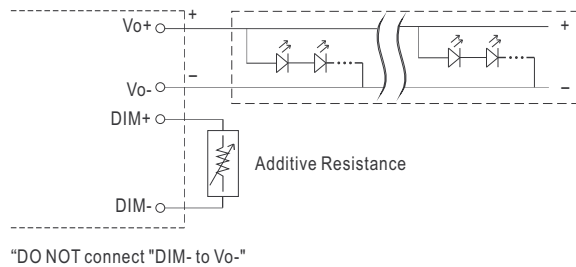 Vo+ + +
Vo- − −
DIM+
Additive Resistance
DIM-
“DO NOT connect "DIM- to Vo-"